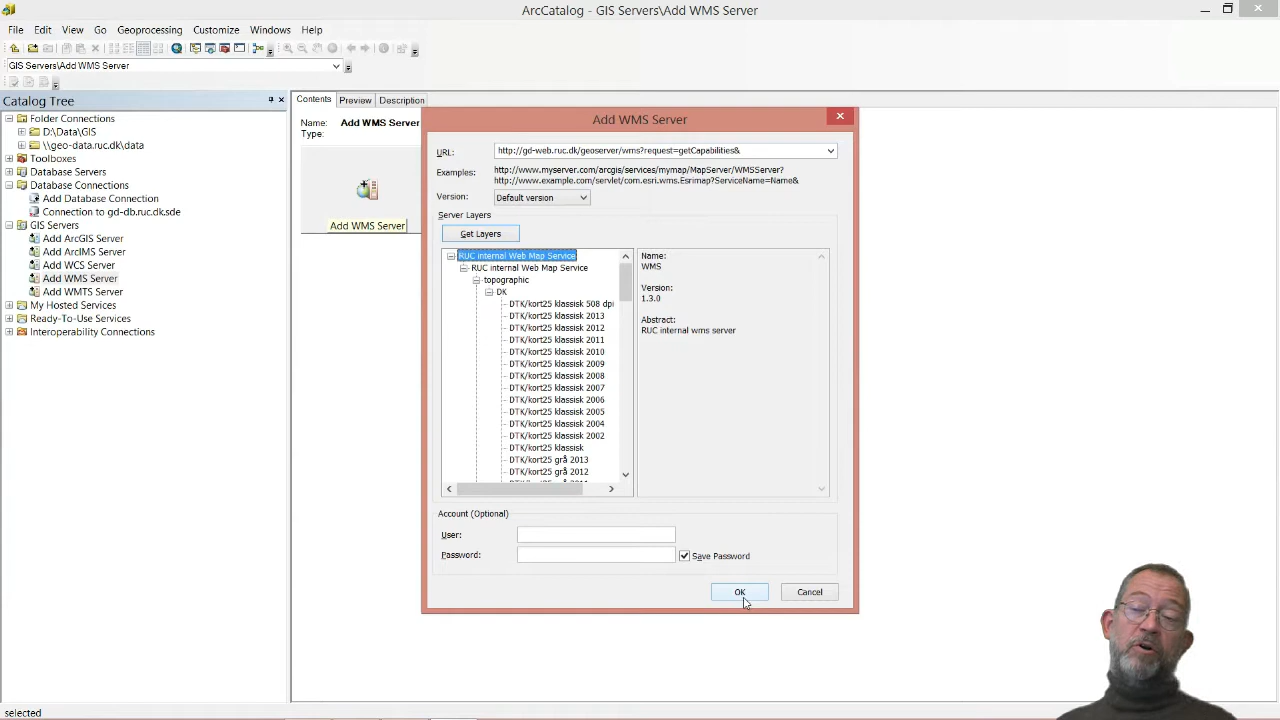 ArcCatalog - GIS Servers\Add WMS Server
File Edit View Go Geoprocessing Customize Windows Help
GIS Servers\Add WMS Server
Catalog Tree
Folder Connections
D:\Data\GIS
\\geo-data.ruc.dk\data
Toolboxes
Database Servers
Database Connections
Add Database Connection
Connection to gd-db.ruc.dk.sde
GIS Servers
Add ArcGIS Server
Add ArcIMS Server
Add WCS Server
Add WMS Server
Add WMTS Server
My Hosted Services
Ready-To-Use Services
Interoperability Connections
Contents Preview Description
Name: Add WMS Server
Type:
Add WMS Server
Add WMS Server
URL: http://gd-web.ruc.dk/geoserver/wms?request=getCapabilities&
Examples: http://www.myserver.com/arcgis/services/mymap/MapServer/WMSServer?
http://www.example.com/servlet/com.esri.wms.Esrimap?ServiceName=Name&
Version: Default version
Server Layers
Get Layers
RUC internal Web Map Service
RUC internal Web Map Service
topographic
DK
DTK/kort25 klassisk 508 dpi
DTK/kort25 klassisk 2013
DTK/kort25 klassisk 2012
DTK/kort25 klassisk 2011
DTK/kort25 klassisk 2010
DTK/kort25 klassisk 2009
DTK/kort25 klassisk 2008
DTK/kort25 klassisk 2007
DTK/kort25 klassisk 2006
DTK/kort25 klassisk 2005
DTK/kort25 klassisk 2004
DTK/kort25 klassisk 2002
DTK/kort25 klassisk
DTK/kort25 grå 2013
DTK/kort25 grå 2012
Name:
WMS
Version:
1.3.0
Abstract:
RUC internal wms server
Account (Optional)
User:
Password:
Save Password
OK Cancel
selected